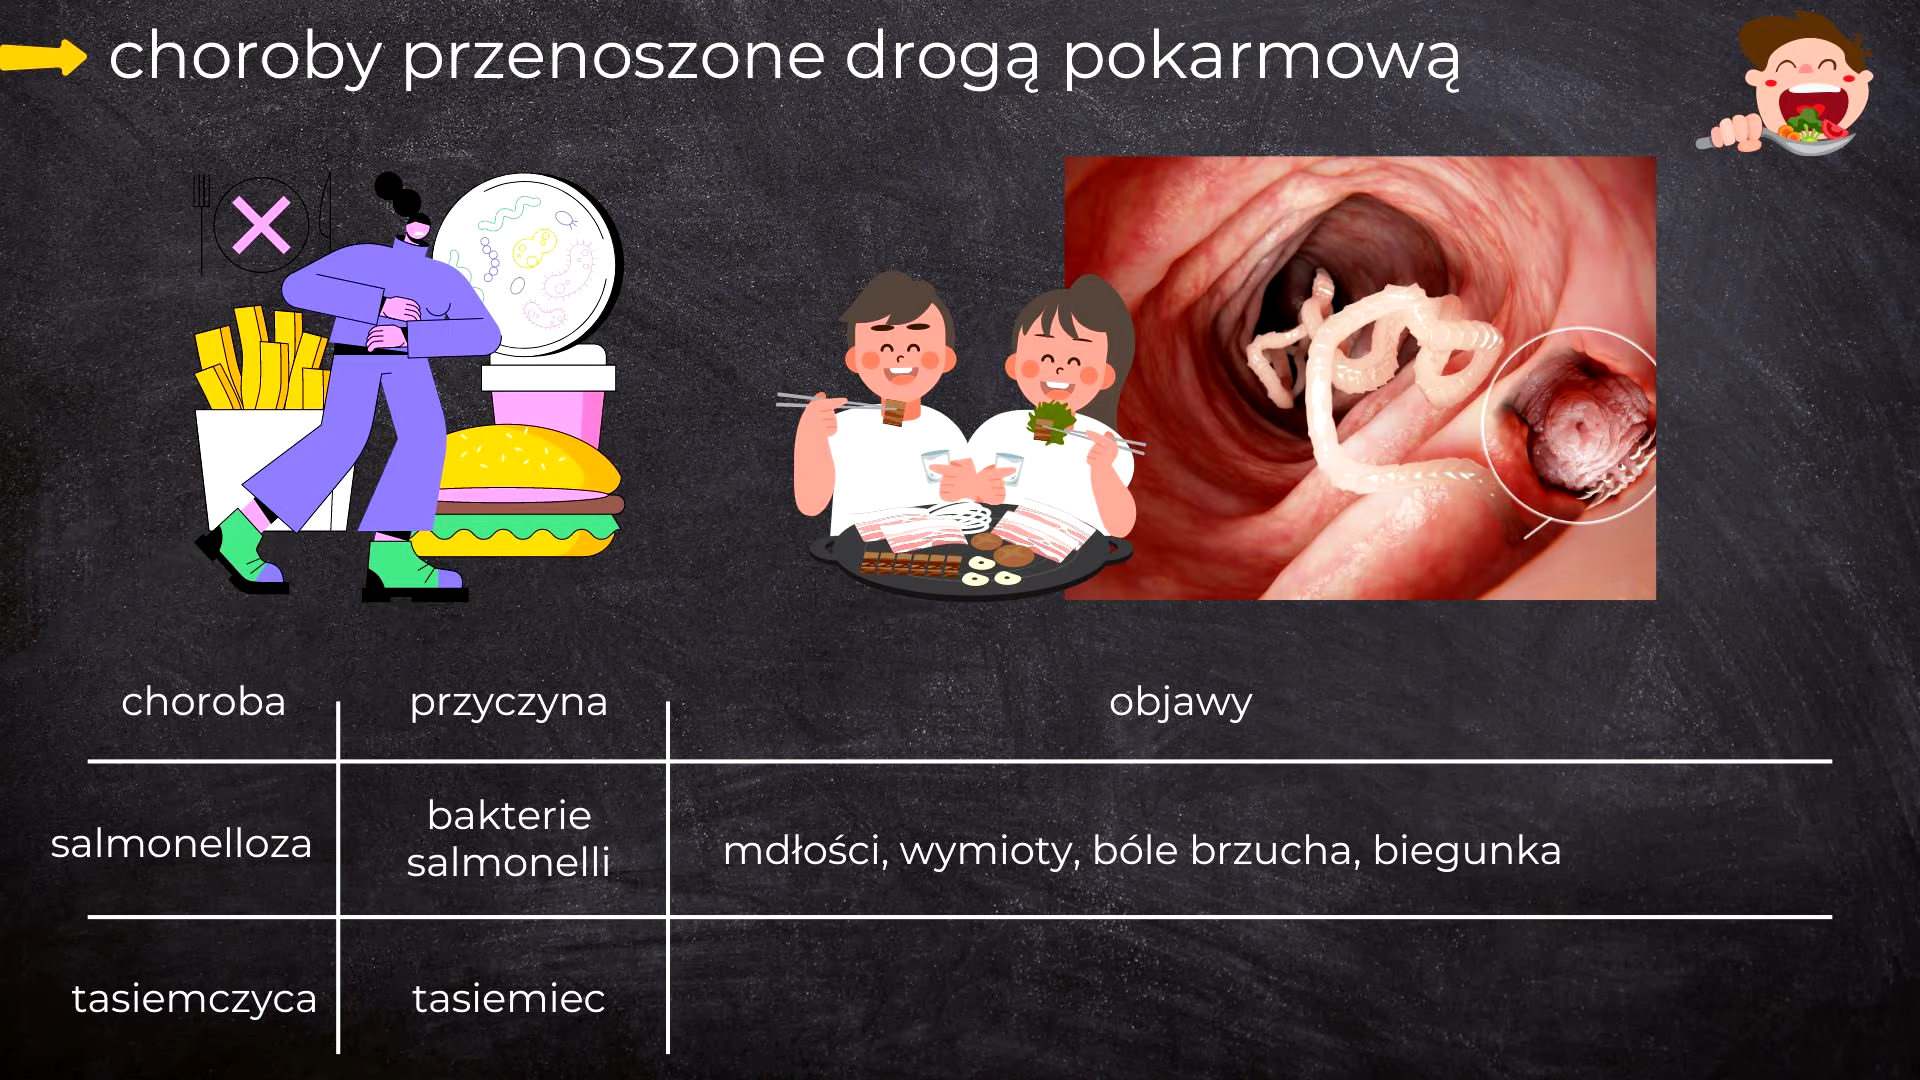 choroby przenoszone drogą pokarmową
choroba
przyczyna
objawy
salmonelloza
bakterie
salmonelli
mdłości, wymioty, bóle brzucha, biegunka
tasiemczyca
tasiemiec